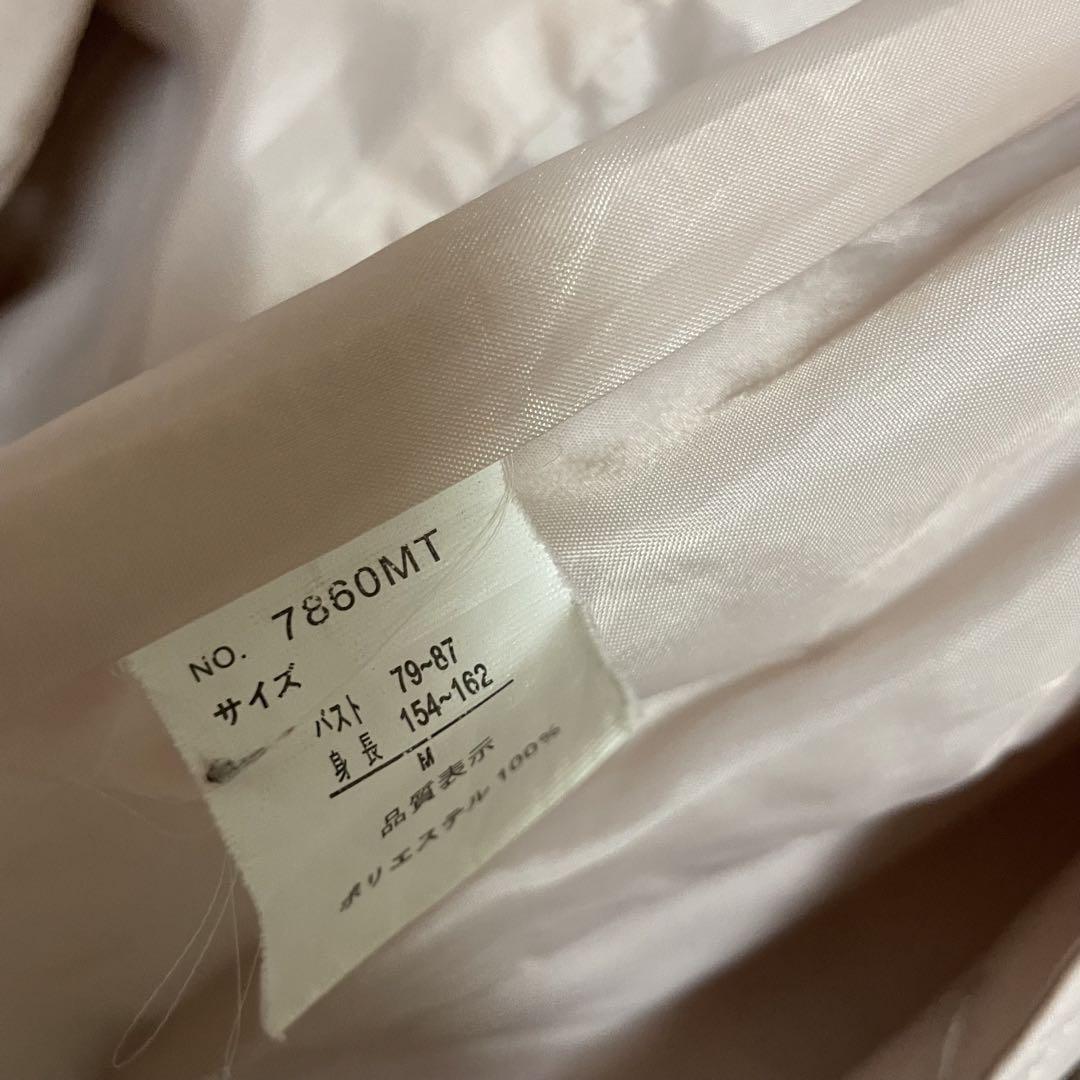 NO. 7860MT
サイズ
バスト 79~87
身長 154~162
M
品質表示
ポリエステル 100%